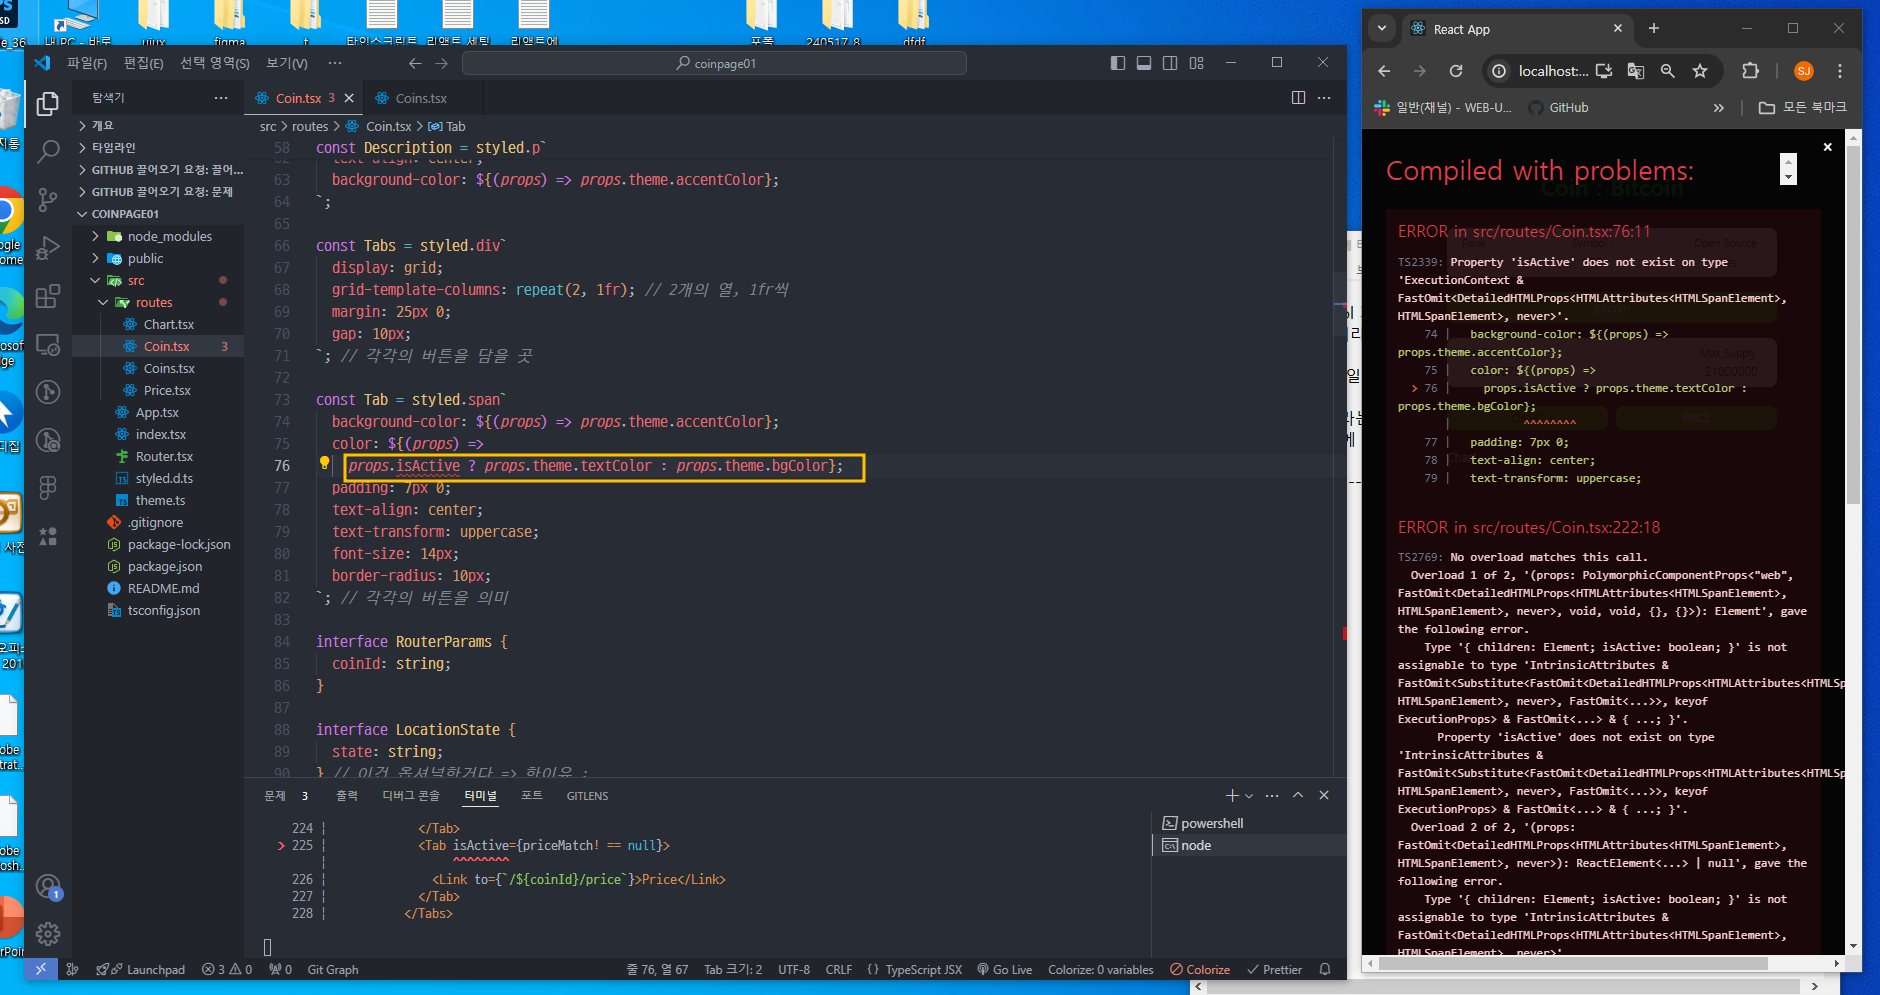 내 PC - 바로
uiux
figma
t
타입스크립트
리액트 세팅
리액트에
포폴
240517_8
dfdf
파일(F) 편집(E) 선택 영역(S) 보기(V) ···
coinpage01
탐색기
Coin.tsx 3
Coins.tsx
src > routes > Coin.tsx > Tab
개요
타임라인
GITHUB 끌어오기 요청: 끌어...
GITHUB 끌어오기 요청: 문제
COINPAGE01
node_modules
public
src
routes
Chart.tsx
Coin.tsx 3
Coins.tsx
Price.tsx
App.tsx
index.tsx
Router.tsx
styled.d.ts
theme.ts
.gitignore
package-lock.json
package.json
README.md
tsconfig.json
58 const Description = styled.p`
62 text-align: center;
63 background-color: ${(props) => props.theme.accentColor};
64 `;
65
66 const Tabs = styled.div`
67 display: grid;
68 grid-template-columns: repeat(2, 1fr); // 2개의 열, 1fr씩
69 margin: 25px 0;
70 gap: 10px;
71 `; // 각각의 버튼을 담을 곳
72
73 const Tab = styled.span`
74 background-color: ${(props) => props.theme.accentColor};
75 color: ${(props) =>
76 props.isActive ? props.theme.textColor : props.theme.bgColor};
77 padding: 7px 0;
78 text-align: center;
79 text-transform: uppercase;
80 font-size: 14px;
81 border-radius: 10px;
82 `; // 각각의 버튼을 의미
83
84 interface RouterParams {
85 coinId: string;
86 }
87
88 interface LocationState {
89 state: string;
90 } // 이건 옵셔널한거다 => 한이유 :
문제 3 출력 디버그 콘솔 터미널 포트 GITLENS
224 ¦ </Tab>
> 225 ¦ <Tab isActive={priceMatch! == null}>
¦ ^^^^^^^^
226 ¦ <Link to={`/${coinId}/price`}>Price</Link>
227 ¦ </Tab>
228 ¦ </Tabs>
powershell
node
Launchpad 3 0 0 Git Graph
줄 76, 열 67 Tab 크기: 2 UTF-8 CRLF {} TypeScript JSX Go Live Colorize: 0 variables Colorize Prettier
React App
localhost:...
SJ
일반(채널) - WEB-U...
GitHub
모든 북마크
Compiled with problems:
Coin : Bitcoin
ERROR in src/routes/Coin.tsx:76:11
Rank Symbol Open Source
TS2339: Property 'isActive' does not exist on type
'ExecutionContext &
FastOmit<DetailedHTMLProps<HTMLAttributes<HTMLSpanElement>,
HTMLSpanElement>, never>'.
74 | background-color: ${(props) =>
props.theme.accentColor};
Max Supply
75 | color: ${(props) =>
21000000
> 76 | props.isActive ? props.theme.textColor :
props.theme.bgColor};
| ^^^^^^^^
PRICE
77 | padding: 7px 0;
78 | text-align: center;
79 | text-transform: uppercase;
ERROR in src/routes/Coin.tsx:222:18
TS2769: No overload matches this call.
Overload 1 of 2, '(props: PolymorphicComponentProps<"web",
FastOmit<DetailedHTMLProps<HTMLAttributes<HTMLSpanElement>,
HTMLSpanElement>, never>, void, void, {}, {}>): Element', gave
the following error.
Type '{ children: Element; isActive: boolean; }' is not
assignable to type 'IntrinsicAttributes &
FastOmit<Substitute<FastOmit<DetailedHTMLProps<HTMLAttributes<HTMLSp
HTMLSpanElement>, never>, FastOmit<...>>, keyof
ExecutionProps> & FastOmit<...> & { ...; }'.
Property 'isActive' does not exist on type
'IntrinsicAttributes &
FastOmit<Substitute<FastOmit<DetailedHTMLProps<HTMLAttributes<HTMLSp
HTMLSpanElement>, never>, FastOmit<...>>, keyof
ExecutionProps> & FastOmit<...> & { ...; }'.
Overload 2 of 2, '(props:
FastOmit<DetailedHTMLProps<HTMLAttributes<HTMLSpanElement>,
HTMLSpanElement>, never>): ReactElement<...> | null', gave the
following error.
Type '{ children: Element; isActive: boolean; }' is not
assignable to type 'IntrinsicAttributes &
FastOmit<DetailedHTMLProps<HTMLAttributes<HTMLSpanElement>,
HTMLSpanElement>, never>'.